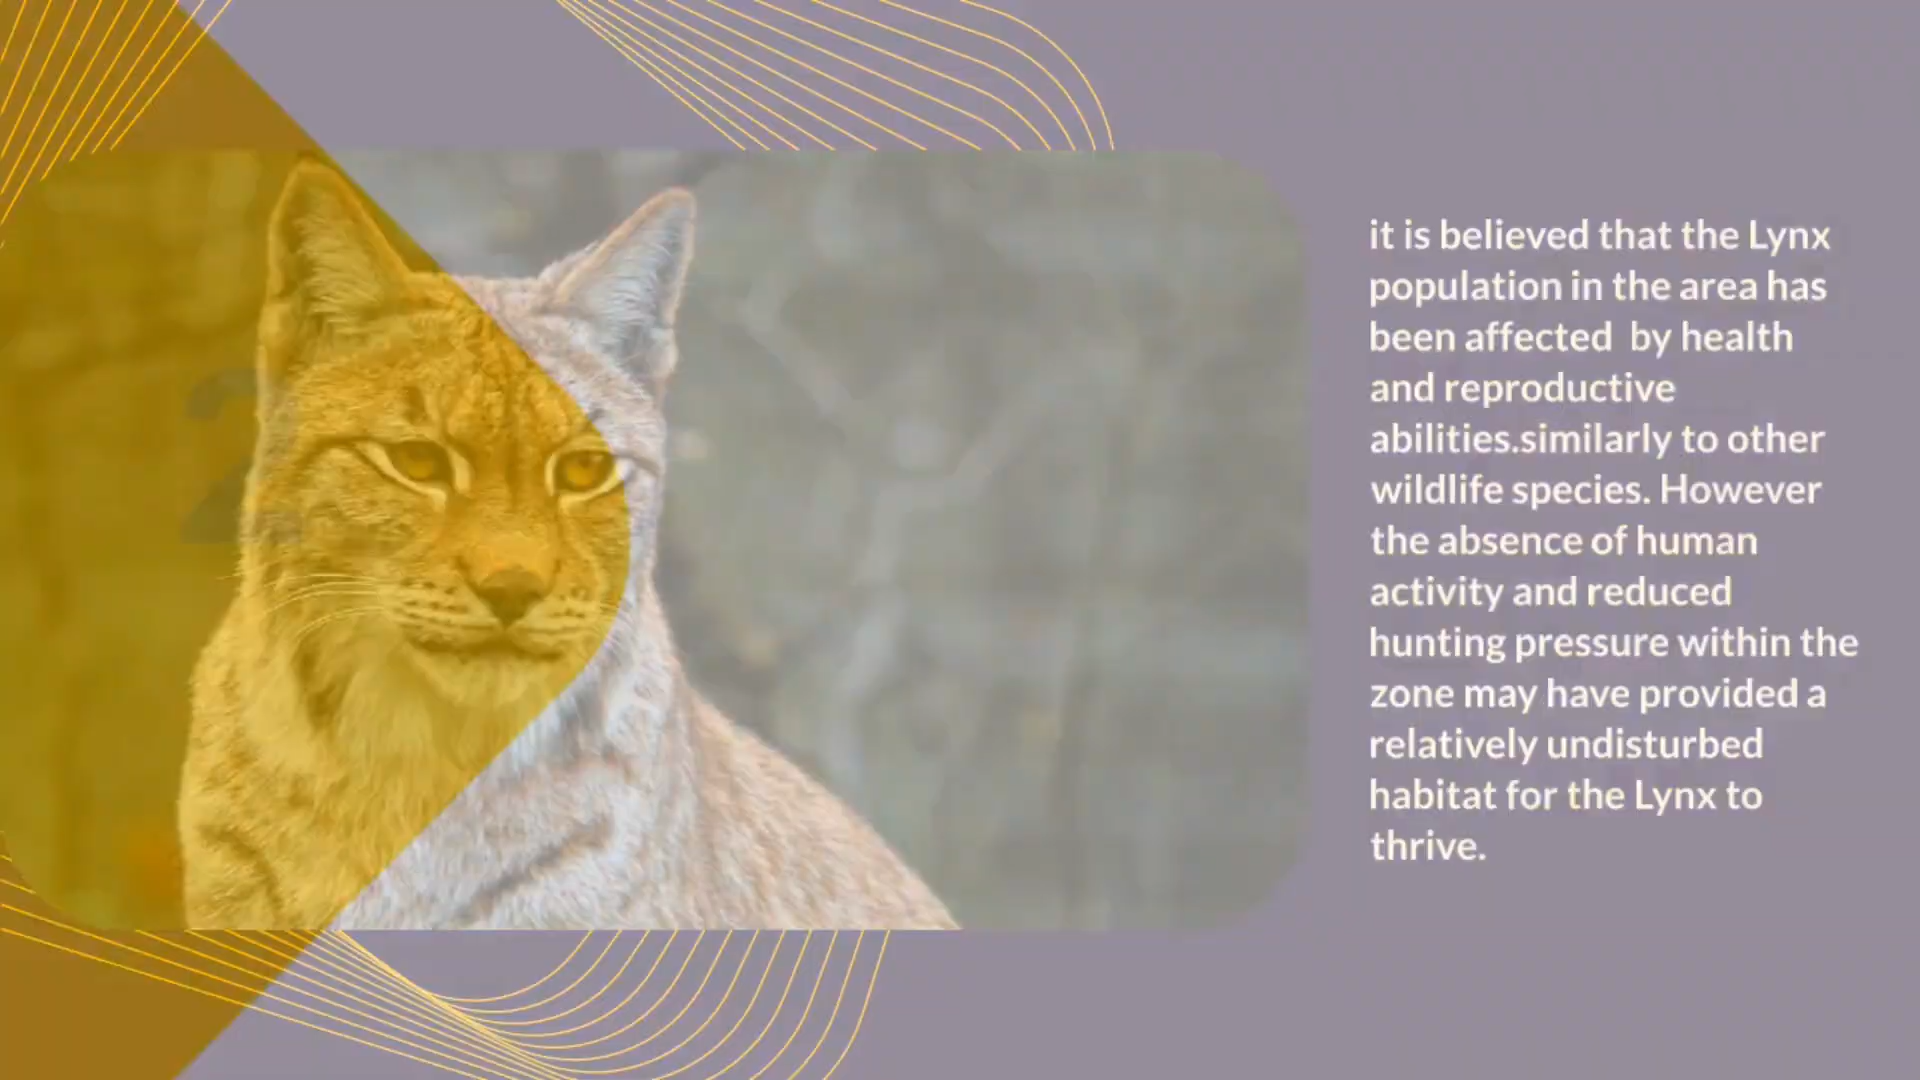 it is believed that the Lynx
population in the area has
been affected  by health
and reproductive
abilities.similarly to other
wildlife species. However
the absence of human
activity and reduced
hunting pressure within the
zone may have provided a
relatively undisturbed
habitat for the Lynx to
thrive.